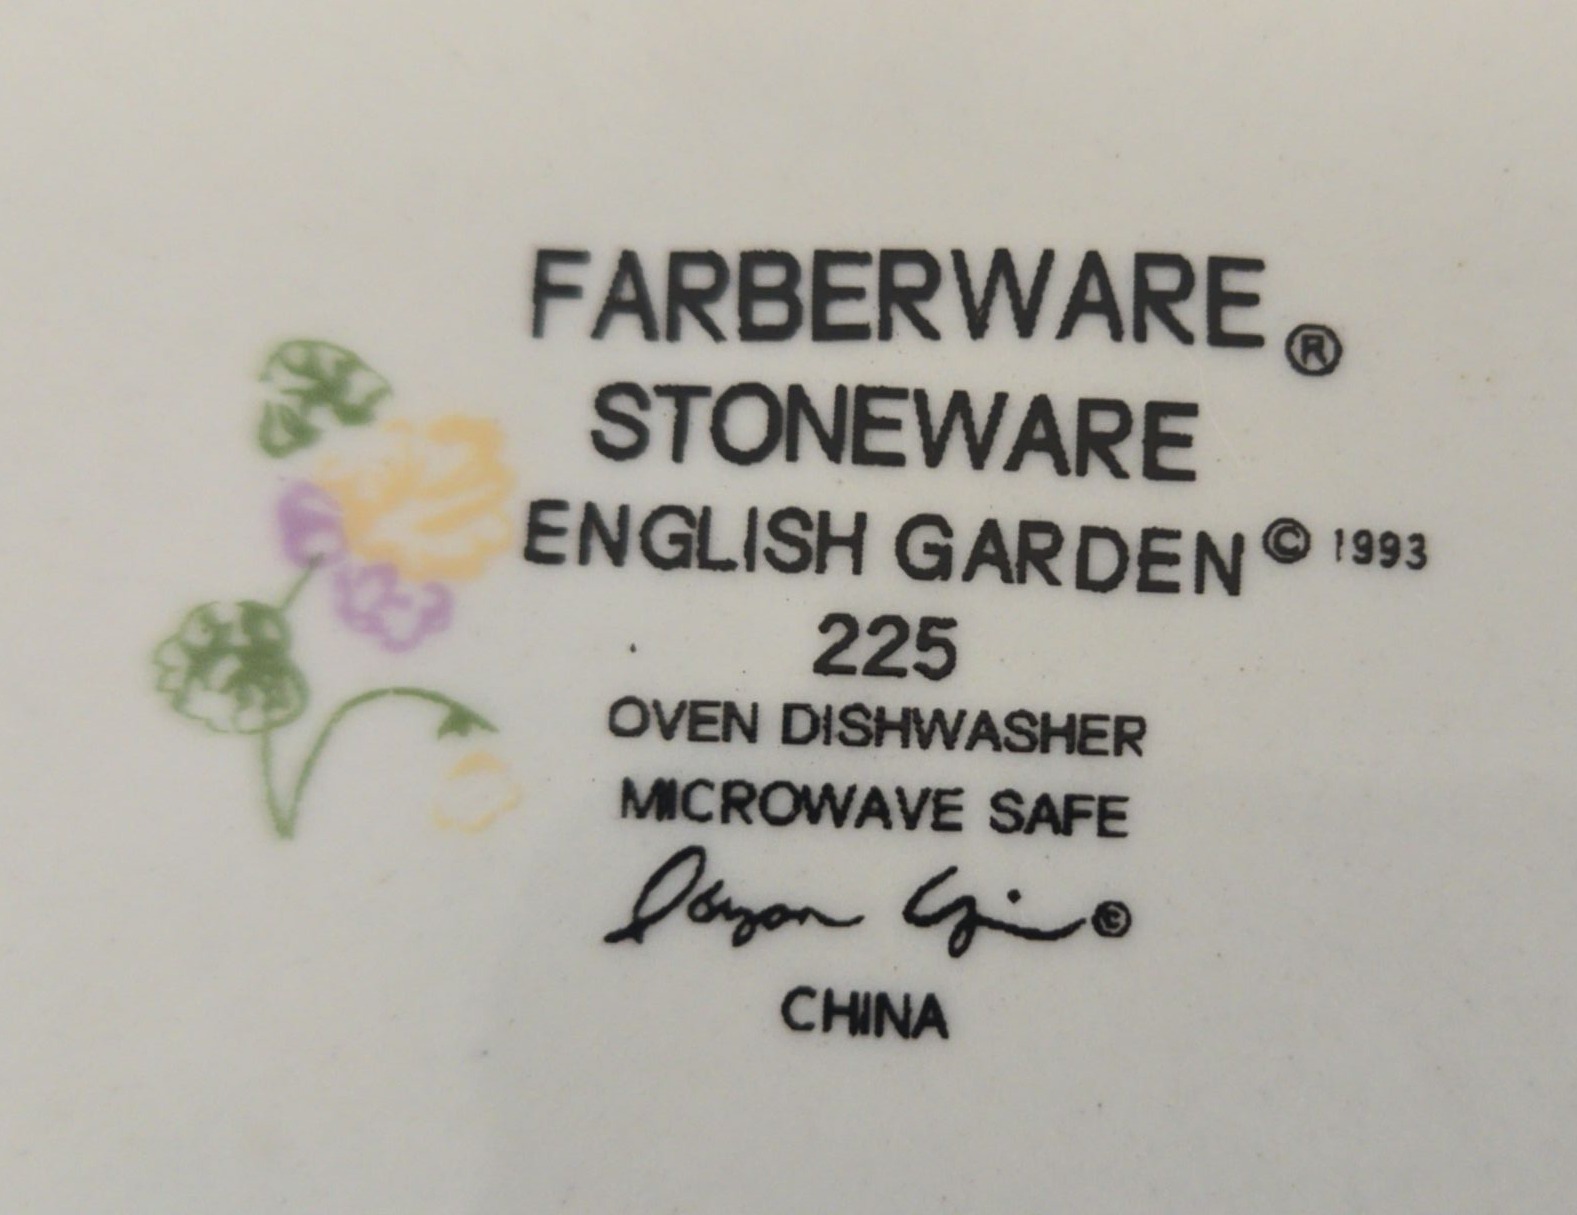 FARBERWARE®
STONEWARE
ENGLISH GARDEN © 1993
225
OVEN DISHWASHER
MICROWAVE SAFE
©
CHINA